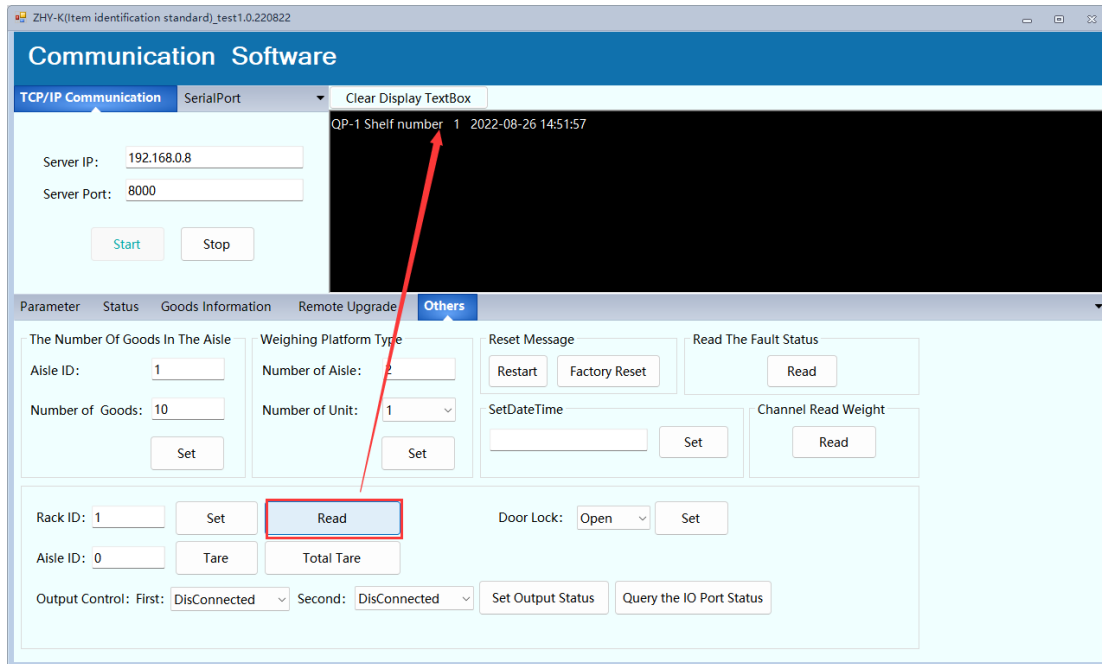 ZHY-K(Item identification standard)_test1.0.220822
Communication Software
TCP/IP Communication SerialPort Clear Display TextBox
QP-1 Shelf number 1 2022-08-26 14:51:57
Server IP: 192.168.0.8
Server Port: 8000
Start Stop
Parameter Status Goods Information Remote Upgrade Others
The Number Of Goods In The Aisle
Aisle ID: 1
Number of Goods: 10
Set
Weighing Platform Type
Number of Aisle: 2
Number of Unit: 1
Set
Reset Message
Restart Factory Reset
Read The Fault Status
Read
SetDateTime
Set
Channel Read Weight
Read
Rack ID: 1 Set Read Door Lock: Open Set
Aisle ID: 0 Tare Total Tare
Output Control: First: DisConnected Second: DisConnected Set Output Status Query the IO Port Status